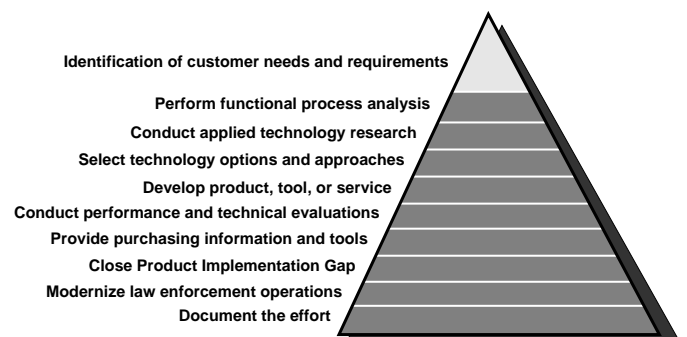 Identification of customer needs and requirements
Perform functional process analysis
Conduct applied technology research
Select technology options and approaches
Develop product, tool, or service
Conduct performance and technical evaluations
Provide purchasing information and tools
Close Product Implementation Gap
Modernize law enforcement operations
Document the effort